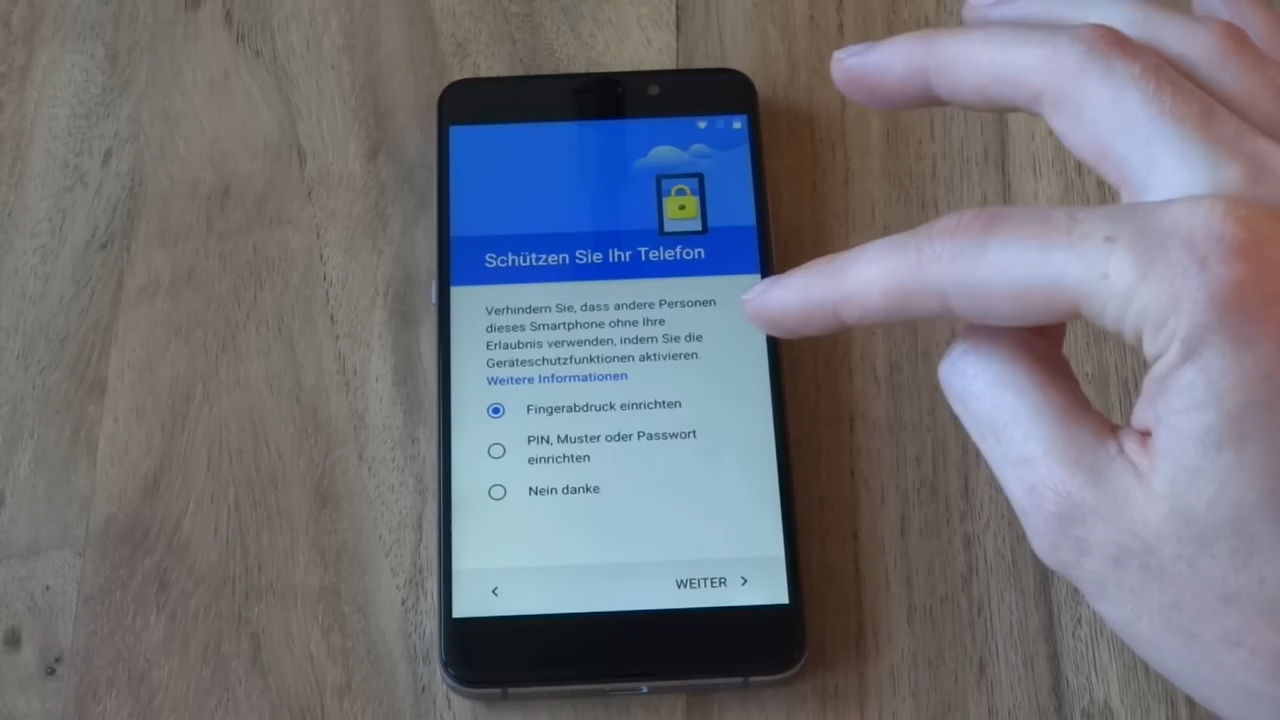 Schützen Sie Ihr Telefon
Verhindern Sie, dass andere Personen
dieses Smartphone ohne Ihre
Erlaubnis verwenden, indem Sie die
Geräteschutzfunktionen aktivieren.
Weitere Informationen
Fingerabdruck einrichten
PIN, Muster oder Passwort
einrichten
Nein danke
WEITER